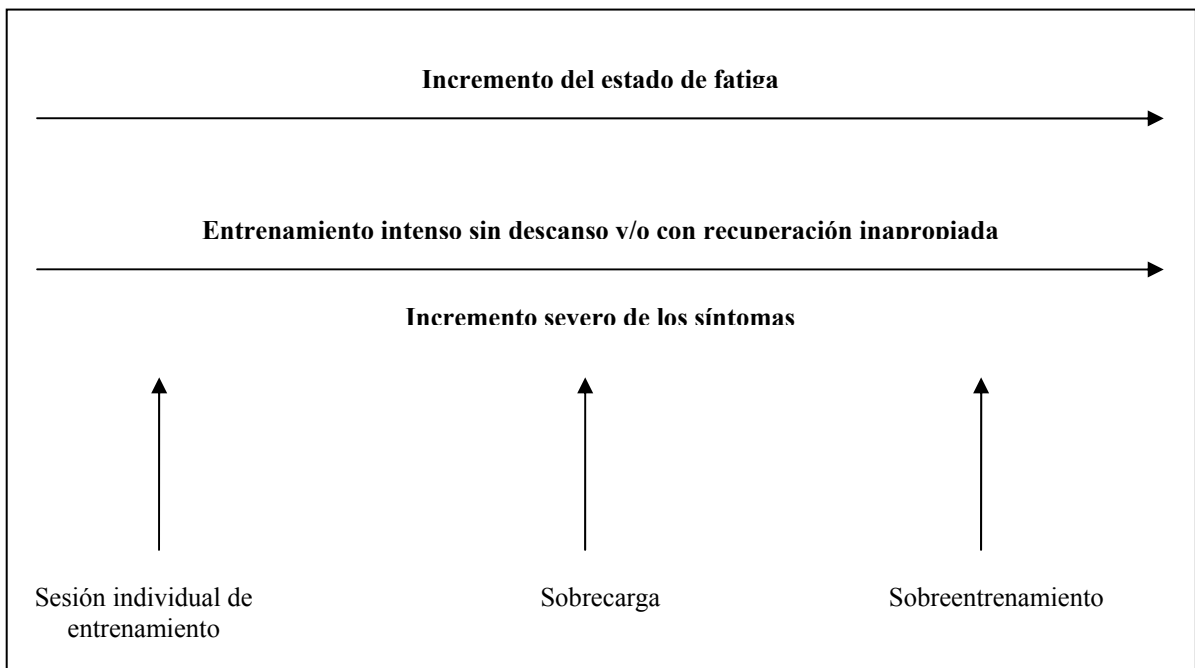 Incremento del estado de fatiga
Entrenamiento intenso sin descanso y/o con recuperación inapropiada
Incremento severo de los síntomas
Sesión individual de
entrenamiento
Sobrecarga
Sobreentrenamiento